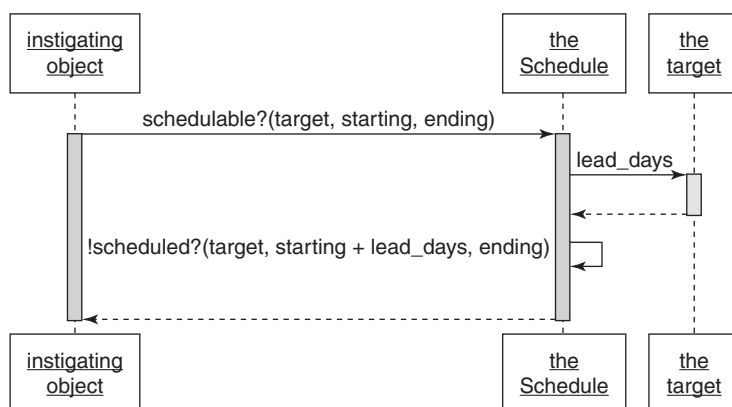 instigating
object
the
Schedule
the
target
schedulable?(target, starting, ending)
lead_days
!scheduled?(target, starting + lead_days, ending)
instigating
object
the
Schedule
the
target